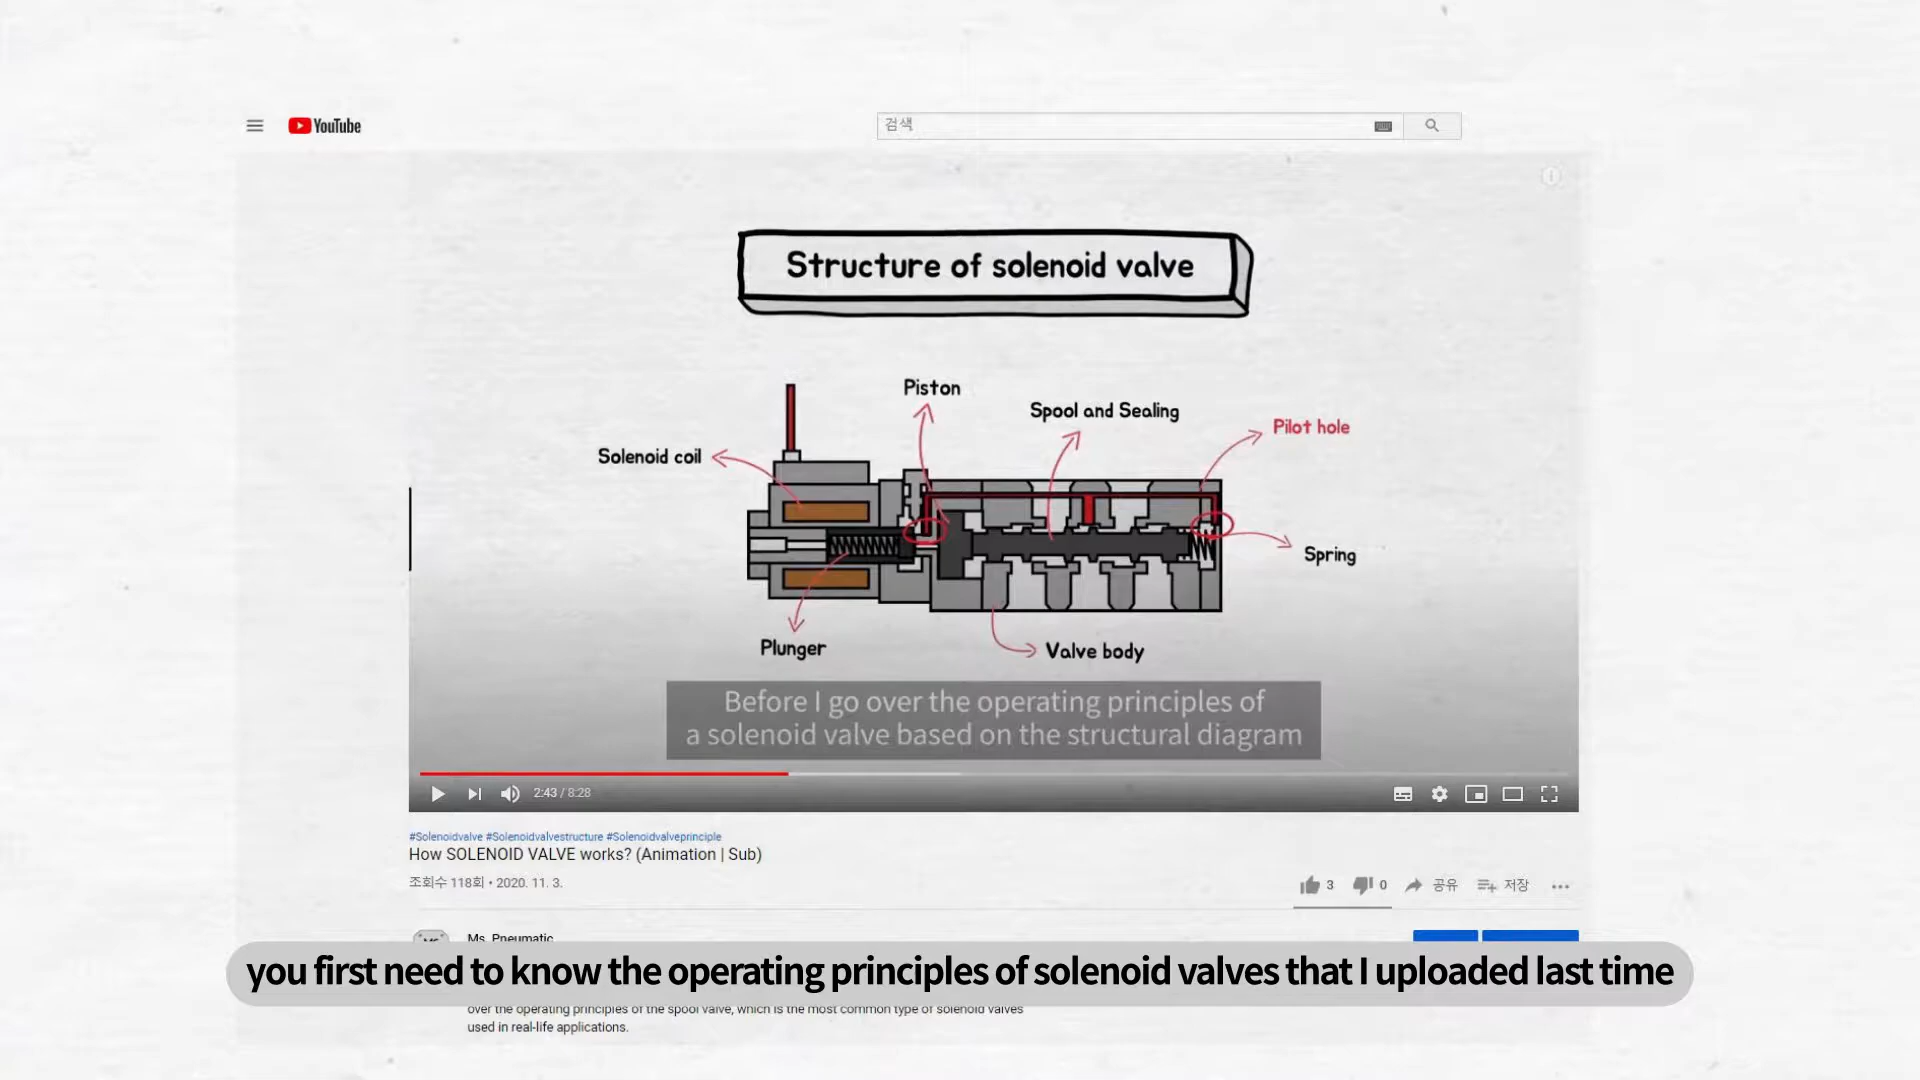 YouTube
검색
Structure of solenoid valve
Piston
Spool and Sealing
Pilot hole
Solenoid coil
Spring
Plunger
Valve body
Before I go over the operating principles of
a solenoid valve based on the structural diagram
2:43 / 8:28
#Solenoidvalve #Solenoidvalvestructure #Solenoidvalveprinciple
How SOLENOID VALVE works? (Animation | Sub)
조회수 118회 • 2020. 11. 3.
3 0 공유 저장
Ms. Pneumatic
you first need to know the operating principles of solenoid valves that I uploaded last time
over the operating principles of the spool valve, which is the most common type of solenoid valves
used in real-life applications.